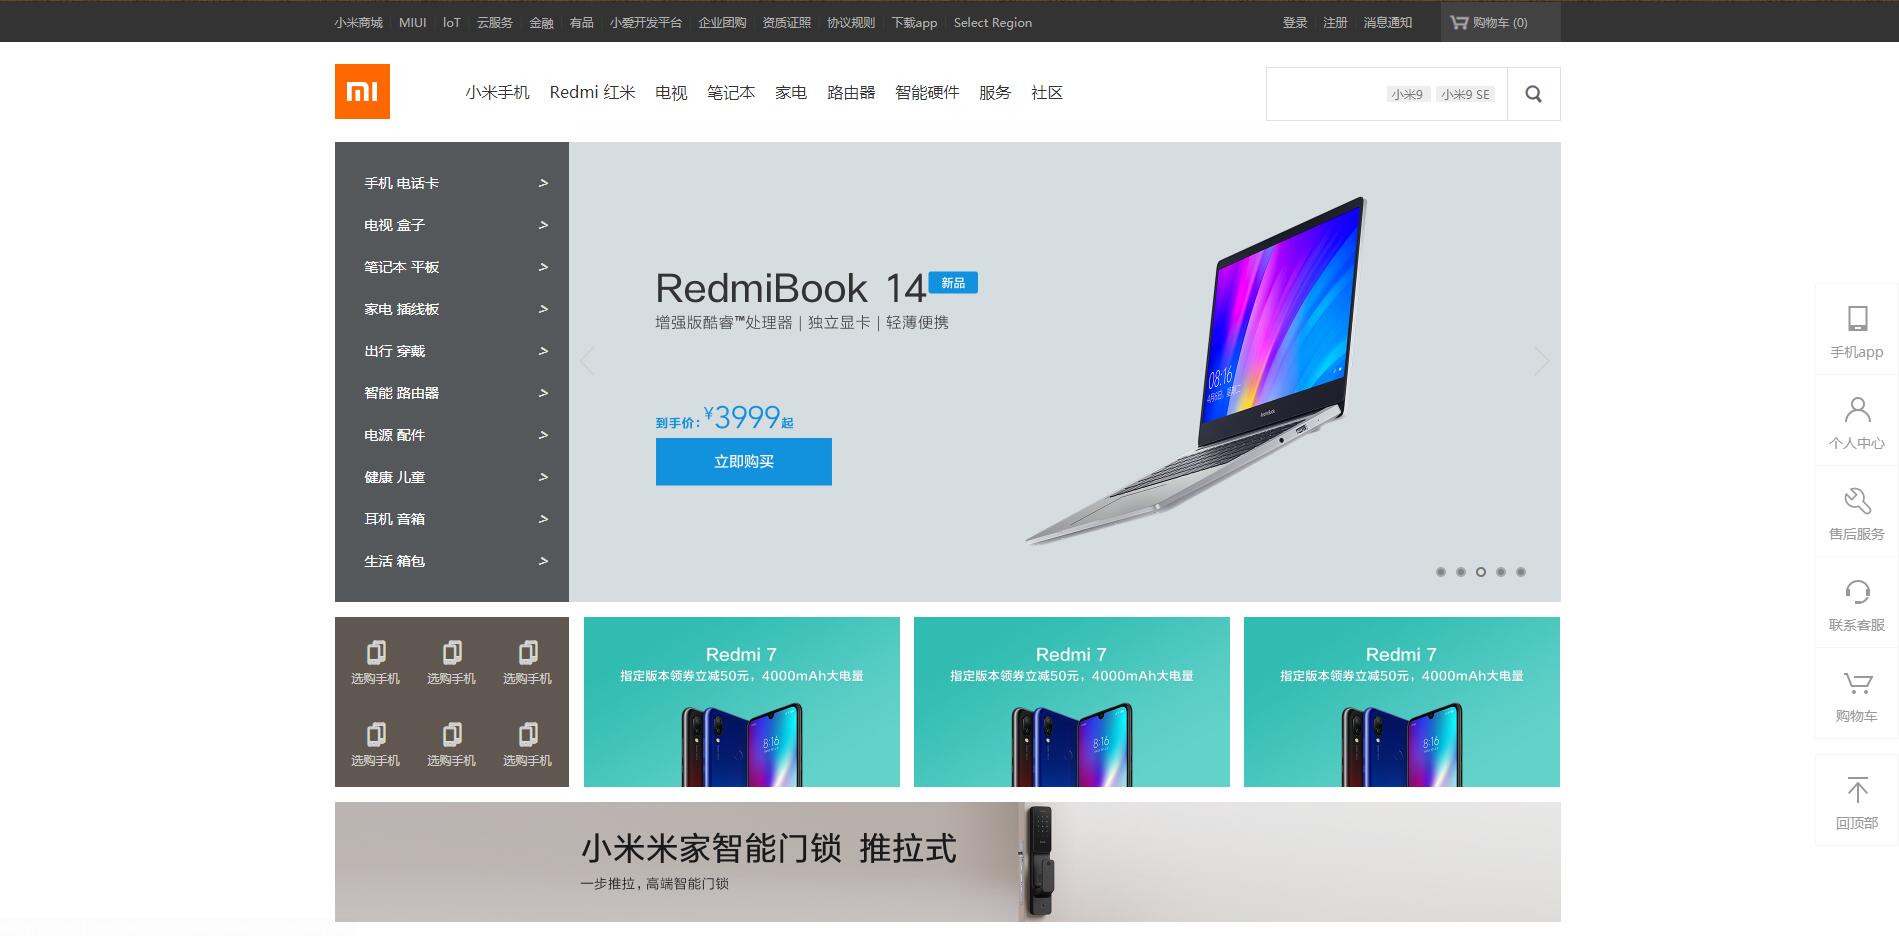 小米商城 MIUI loT 云服务 金融 有品 小爱开发平台 企业团购 资质证照 协议规则 下载app Select Region 登录 注册 消息通知 购物车 (0)
小米手机 Redmi 红米 电视 笔记本 家电 路由器 智能硬件 服务 社区 小米9 小米9 SE
手机 电话卡 >
电视 盒子 >
笔记本 平板 >
家电 插线板 >
出行 穿戴 >
智能 路由器 >
电源 配件 >
健康 儿童 >
耳机 音箱 >
生活 箱包 >
RedmiBook 14 新品
增强版酷睿™处理器 | 独立显卡 | 轻薄便携
到手价：¥3999起
立即购买
08:16
手机app
个人中心
售后服务
联系客服
购物车
回顶部
选购手机 选购手机 选购手机
选购手机 选购手机 选购手机
Redmi 7
指定版本领券立减50元，4000mAh大电量
8:16
Redmi 7
指定版本领券立减50元，4000mAh大电量
8:16
Redmi 7
指定版本领券立减50元，4000mAh大电量
8:16
小米米家智能门锁 推拉式
一步推拉，高端智能门锁